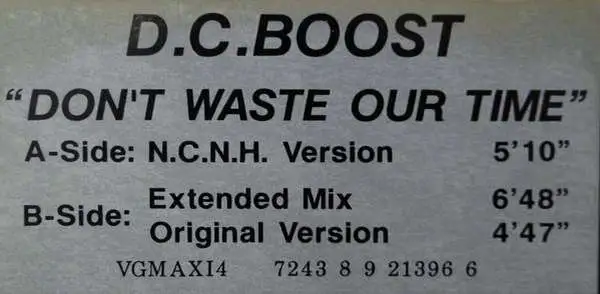 D.C.BOOST
“DON'T WASTE OUR TIME”
A-Side: N.C.N.H. Version 5'10”
B-Side: Extended Mix 6'48”
Original Version 4'47”
VGMAXI4 7243 8 9 21396 6